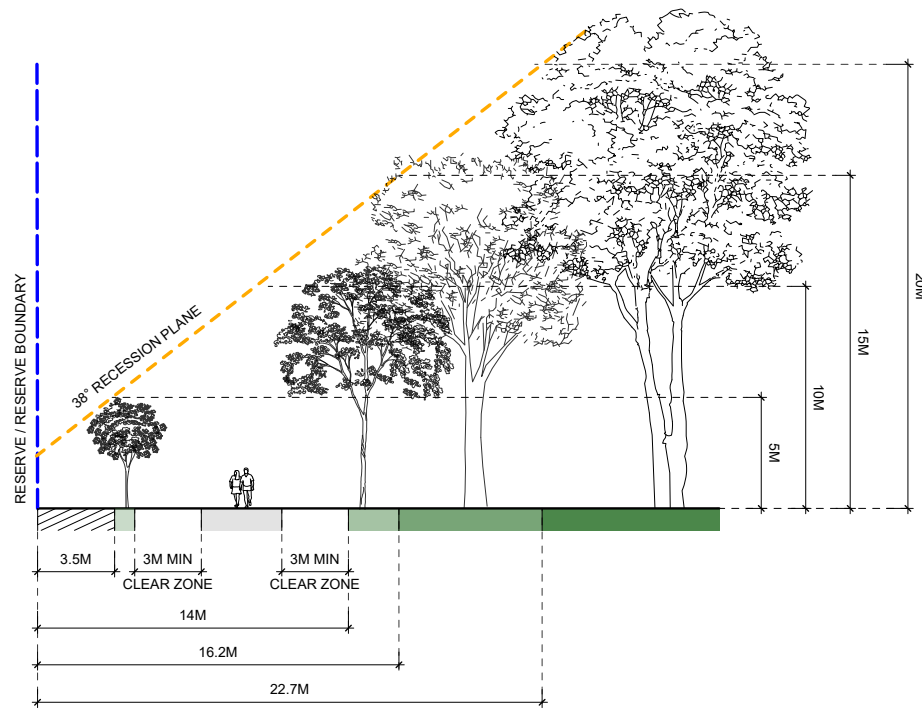 RESERVE / RESERVE BOUNDARY
38° RECESSION PLANE
20M
15M
10M
5M
3.5M
3M MIN
CLEAR ZONE
3M MIN
CLEAR ZONE
14M
16.2M
22.7M